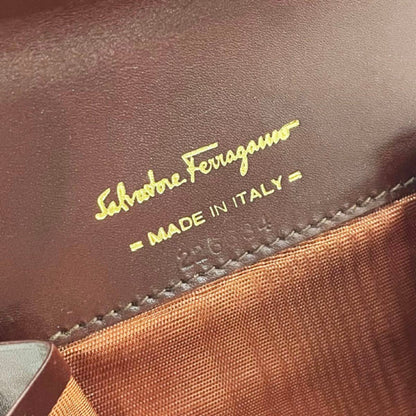 Salvatore Ferragamo
= MADE IN ITALY =